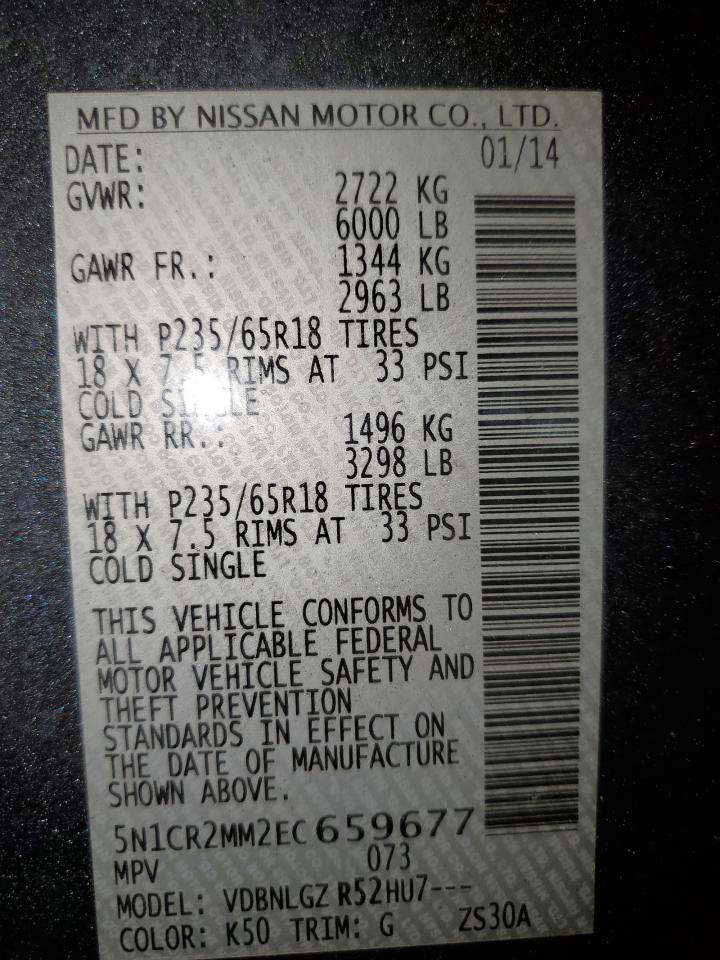 MFD BY NISSAN MOTOR CO., LTD.
DATE: 01/14
GVWR: 2722 KG
6000 LB
GAWR FR.: 1344 KG
2963 LB
WITH P235/65R18 TIRES
18 X 7.5 RIMS AT 33 PSI
COLD SINGLE
GAWR RR.: 1496 KG
3298 LB
WITH P235/65R18 TIRES
18 X 7.5 RIMS AT 33 PSI
COLD SINGLE
THIS VEHICLE CONFORMS TO
ALL APPLICABLE FEDERAL
MOTOR VEHICLE SAFETY AND
THEFT PREVENTION
STANDARDS IN EFFECT ON
THE DATE OF MANUFACTURE
SHOWN ABOVE.
5N1CR2MM2EC659677
MPV 073
MODEL: VDBNLGZ R52HU7---
COLOR: K50 TRIM: G ZS30A